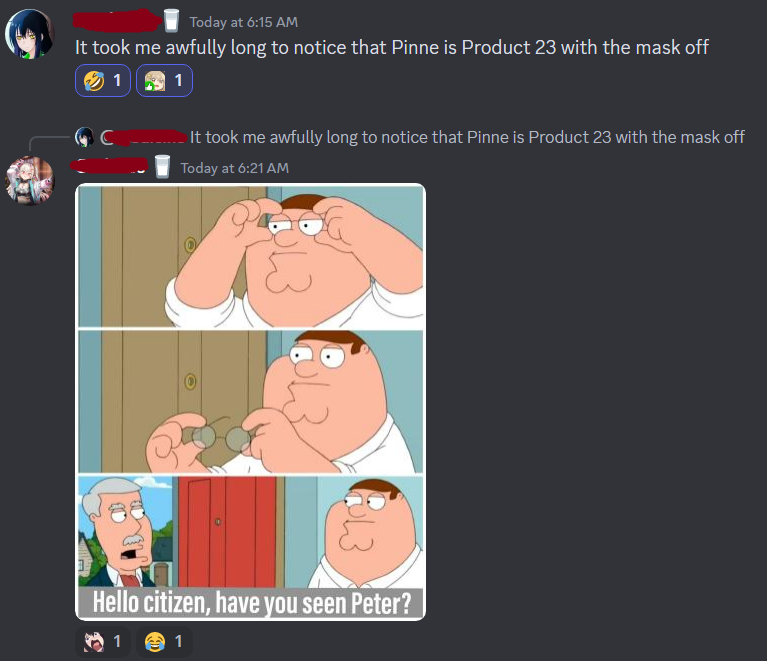 Today at 6:15 AM
It took me awfully long to notice that Pinne is Product 23 with the mask off
1 1
It took me awfully long to notice that Pinne is Product 23 with the mask off
Today at 6:21 AM
Hello citizen, have you seen Peter?
1 1